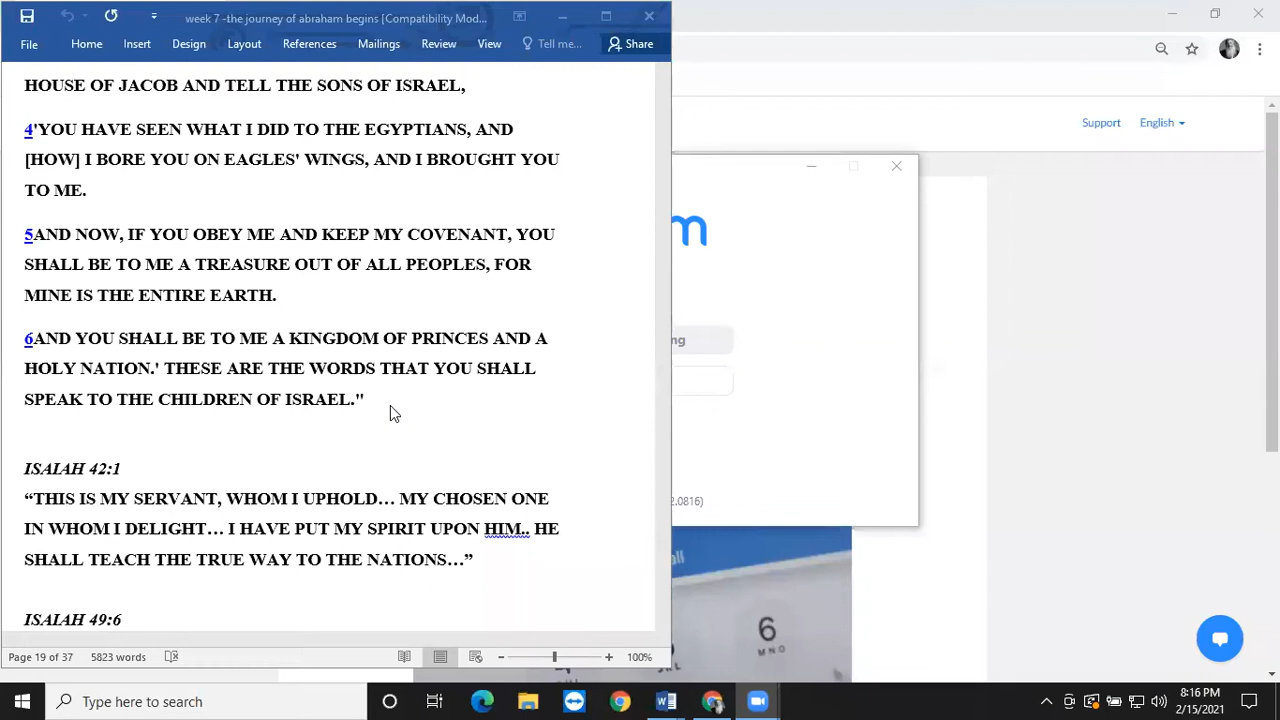 week 7 -the journey of abraham begins [Compatibility Mod...
File Home Insert Design Layout References Mailings Review View Tell me... Share
HOUSE OF JACOB AND TELL THE SONS OF ISRAEL,
4'YOU HAVE SEEN WHAT I DID TO THE EGYPTIANS, AND
[HOW] I BORE YOU ON EAGLES' WINGS, AND I BROUGHT YOU
TO ME.
5AND NOW, IF YOU OBEY ME AND KEEP MY COVENANT, YOU
SHALL BE TO ME A TREASURE OUT OF ALL PEOPLES, FOR
MINE IS THE ENTIRE EARTH.
6AND YOU SHALL BE TO ME A KINGDOM OF PRINCES AND A
HOLY NATION.' THESE ARE THE WORDS THAT YOU SHALL
SPEAK TO THE CHILDREN OF ISRAEL."
ISAIAH 42:1
“THIS IS MY SERVANT, WHOM I UPHOLD… MY CHOSEN ONE
IN WHOM I DELIGHT… I HAVE PUT MY SPIRIT UPON HIM.. HE
SHALL TEACH THE TRUE WAY TO THE NATIONS…”
ISAIAH 49:6
Page 19 of 37 5823 words 100%
Support English
m
ng
2.0816)
all
6
MNO
JKL
Type here to search
8:16 PM
2/15/2021